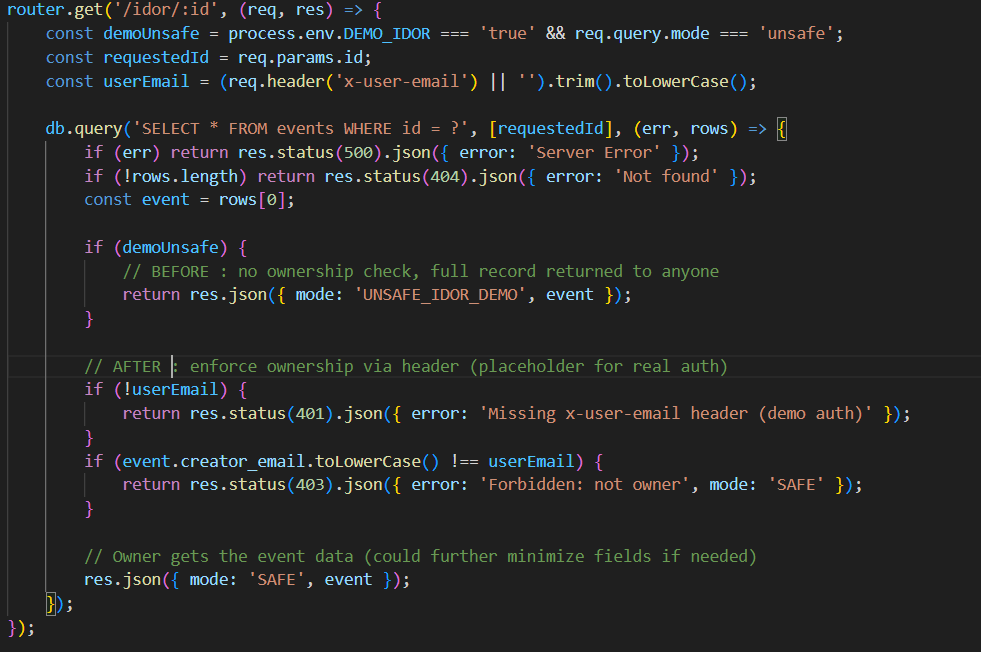 router.get('/idor/:id', (req, res) => {
    const demoUnsafe = process.env.DEMO_IDOR === 'true' && req.query.mode === 'unsafe';
    const requestedId = req.params.id;
    const userEmail = (req.header('x-user-email') || '').trim().toLowerCase();

    db.query('SELECT * FROM events WHERE id = ?', [requestedId], (err, rows) => {
        if (err) return res.status(500).json({ error: 'Server Error' });
        if (!rows.length) return res.status(404).json({ error: 'Not found' });
        const event = rows[0];

        if (demoUnsafe) {
            // BEFORE : no ownership check, full record returned to anyone
            return res.json({ mode: 'UNSAFE_IDOR_DEMO', event });
        }

        // AFTER : enforce ownership via header (placeholder for real auth)
        if (!userEmail) {
            return res.status(401).json({ error: 'Missing x-user-email header (demo auth)' });
        }
        if (event.creator_email.toLowerCase() !== userEmail) {
            return res.status(403).json({ error: 'Forbidden: not owner', mode: 'SAFE' });
        }

        // Owner gets the event data (could further minimize fields if needed)
        res.json({ mode: 'SAFE', event });
    });
});